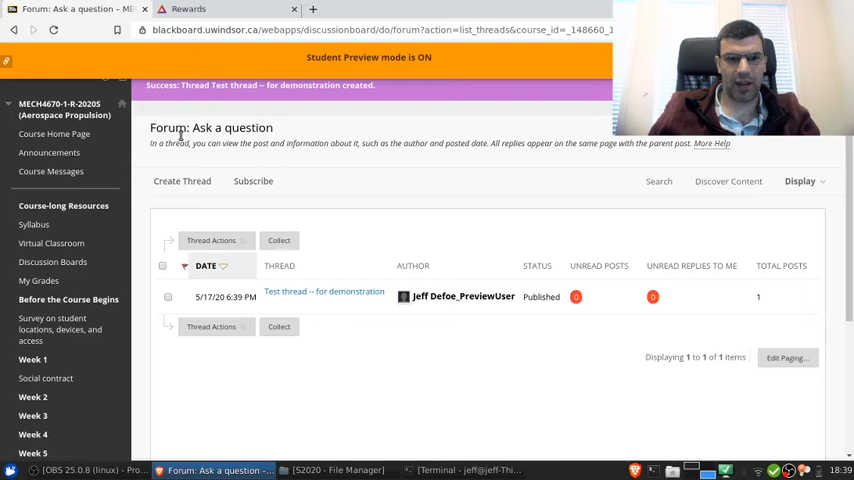 Forum: Ask a question – ME
Rewards
blackboard.uwindsor.ca/webapps/discussionboard/do/forum?action=list_threads&course_id=_148660_1
Student Preview mode is ON
Success: Thread Test thread -- for demonstration created.
MECH4670-1-R-2020S
(Aerospace Propulsion)
Course Home Page
Announcements
Course Messages
Course-long Resources
Syllabus
Virtual Classroom
Discussion Boards
My Grades
Before the Course Begins
Survey on student
locations, devices, and
access
Week 1
Social contract
Week 2
Week 3
Week 4
Week 5
Forum: Ask a question
In a thread, you can view the post and information about it, such as the author and posted date. All replies appear on the same page with the parent post. More Help
Create Thread Subscribe Search Discover Content Display
Thread Actions Collect
DATE THREAD AUTHOR STATUS UNREAD POSTS UNREAD REPLIES TO ME TOTAL POSTS
5/17/20 6:39 PM Test thread -- for demonstration Jeff Defoe_PreviewUser Published 0 0 1
Thread Actions Collect
Displaying 1 to 1 of 1 items Edit Paging...
[OBS 25.0.8 (linux) - Pro... Forum: Ask a question –... [S2020 - File Manager] [Terminal - jeff@jeff-Thi... 18:39